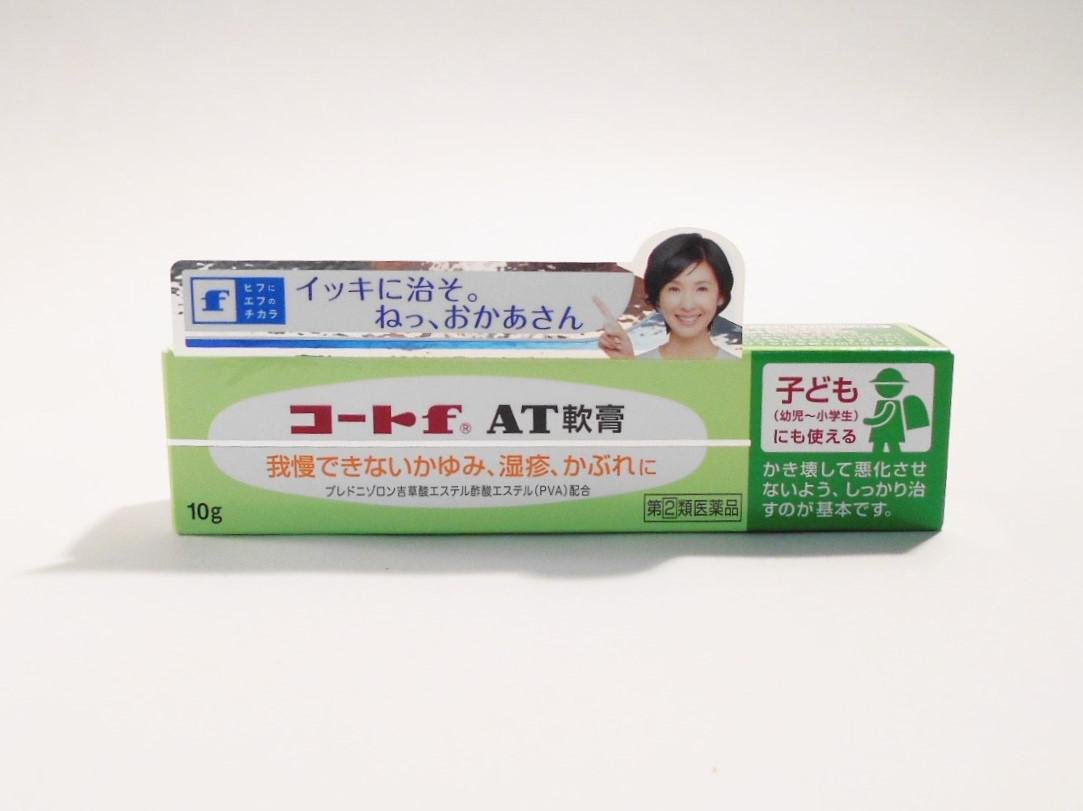 f
ヒフに
エフの
チカラ
イッキに治そ。
ねっ、おかあさん
コートf® AT軟膏
我慢できないかゆみ、湿疹、かぶれに
プレドニゾロン吉草酸エステル酢酸エステル(PVA)配合
10g
第②類医薬品
子ども
(幼児~小学生)
にも使える
かき壊して悪化させ
ないよう、しっかり治
すのが基本です。